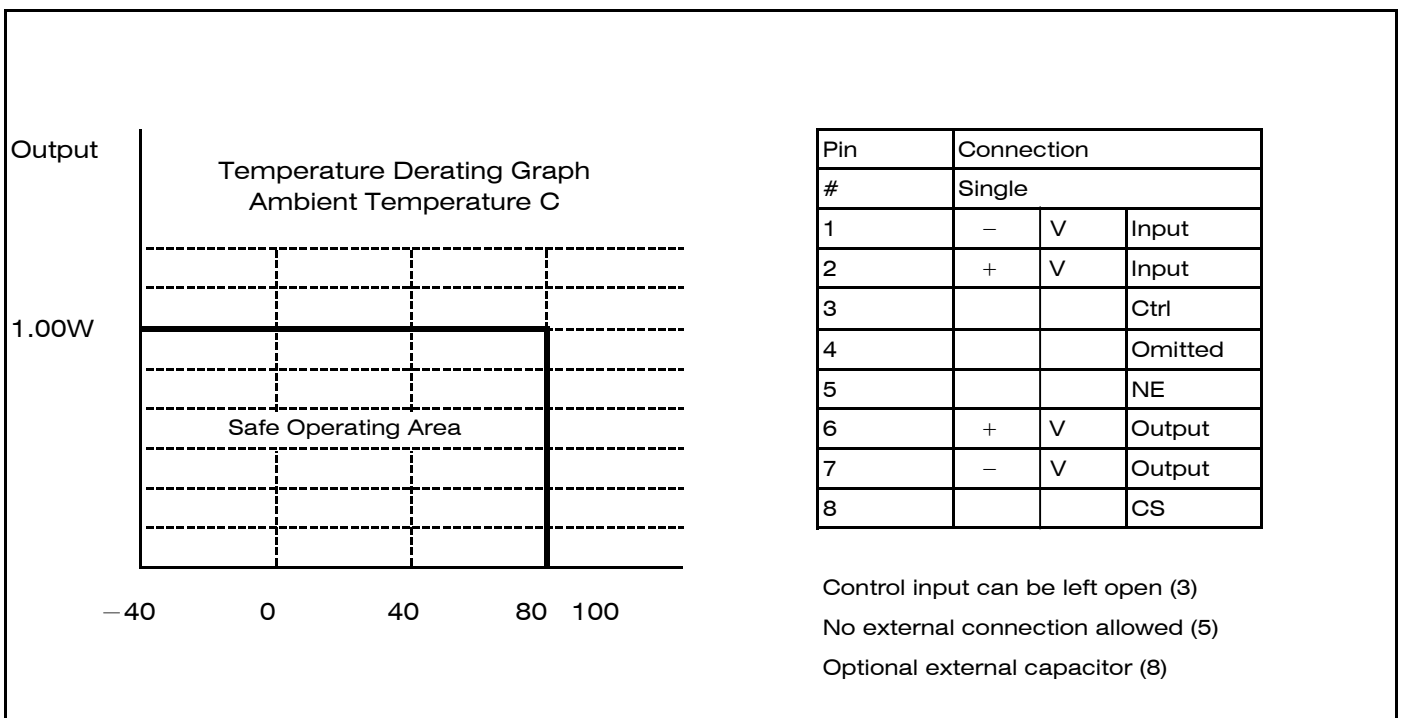 Output
Temperature Derating Graph
Ambient Temperature C
1.00W
Safe Operating Area
−40 0 40 80 100
Pin Connection
# Single
1 − V Input
2 + V Input
3 Ctrl
4 Omitted
5 NE
6 + V Output
7 − V Output
8 CS
Control input can be left open (3)
No external connection allowed (5)
Optional external capacitor (8)